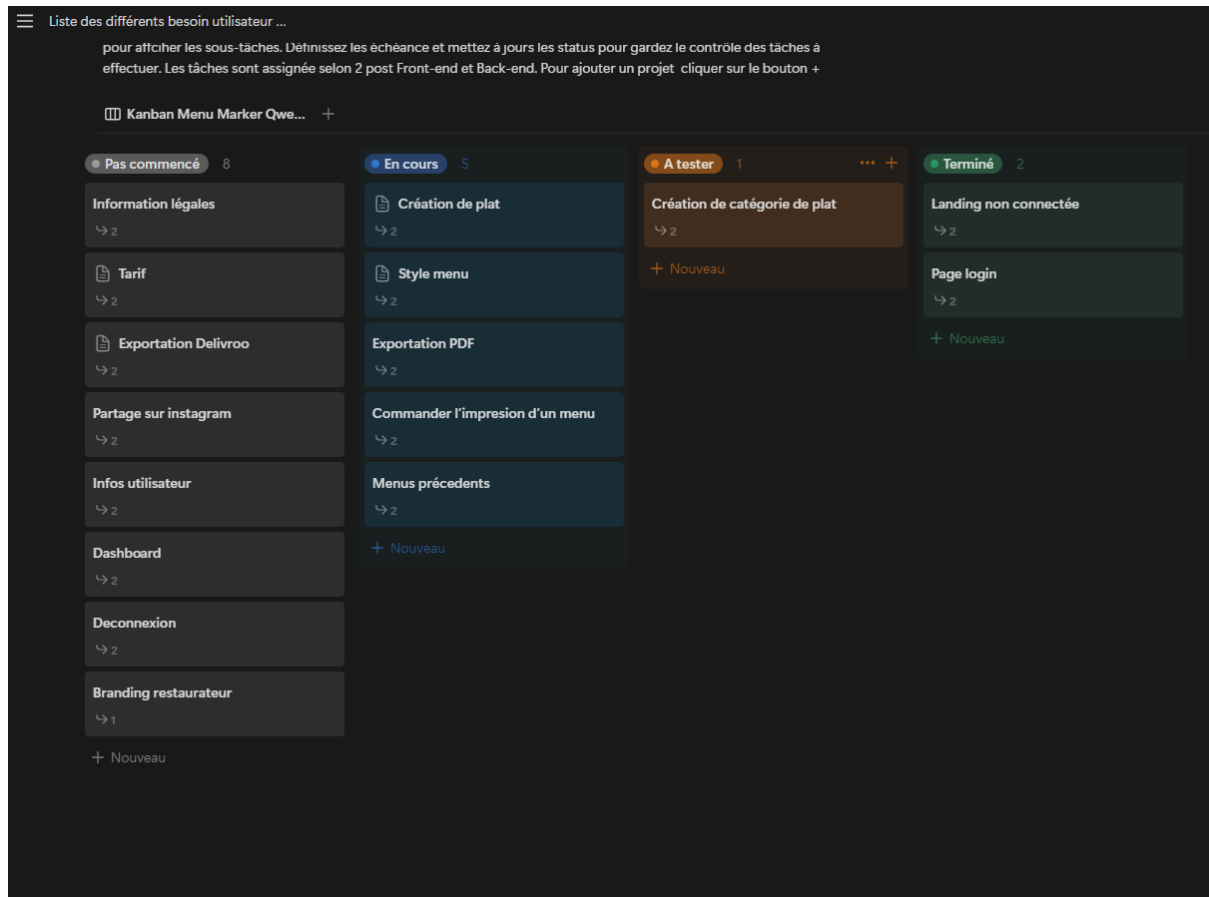 Liste des différents besoin utilisateur ...
pour affciher les sous-tâches. Définissez les échéance et mettez à jours les status pour gardez le contrôle des tâches à
effectuer. Les tâches sont assignée selon 2 post Front-end et Back-end. Pour ajouter un projet cliquer sur le bouton +
Kanban Menu Marker Qwe... +
Pas commencé 8
Information légales
2
Tarif
2
Exportation Delivroo
2
Partage sur instagram
2
Infos utilisateur
2
Dashboard
2
Deconnexion
2
Branding restaurateur
1
+ Nouveau
En cours 5
Création de plat
2
Style menu
2
Exportation PDF
2
Commander l'impresion d'un menu
2
Menus précedents
2
+ Nouveau
A tester 1 ... +
Création de catégorie de plat
2
+ Nouveau
Terminé 2
Landing non connectée
2
Page login
2
+ Nouveau